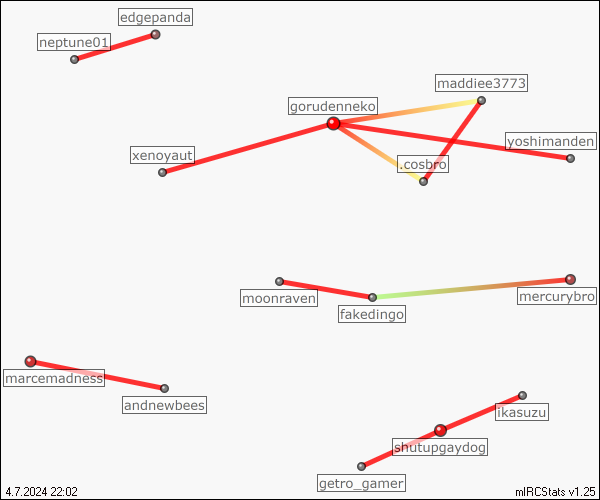 edgepanda
neptune01
maddiee3773
gorudenneko
yoshimanden
xenoyaut
.cosbro
moonraven
mercurybro
fakedingo
marcemadness
andnewbees
ikasuzu
shutupgaydog
getro_gamer
4.7.2024 22:02
mIRCStats v1.25